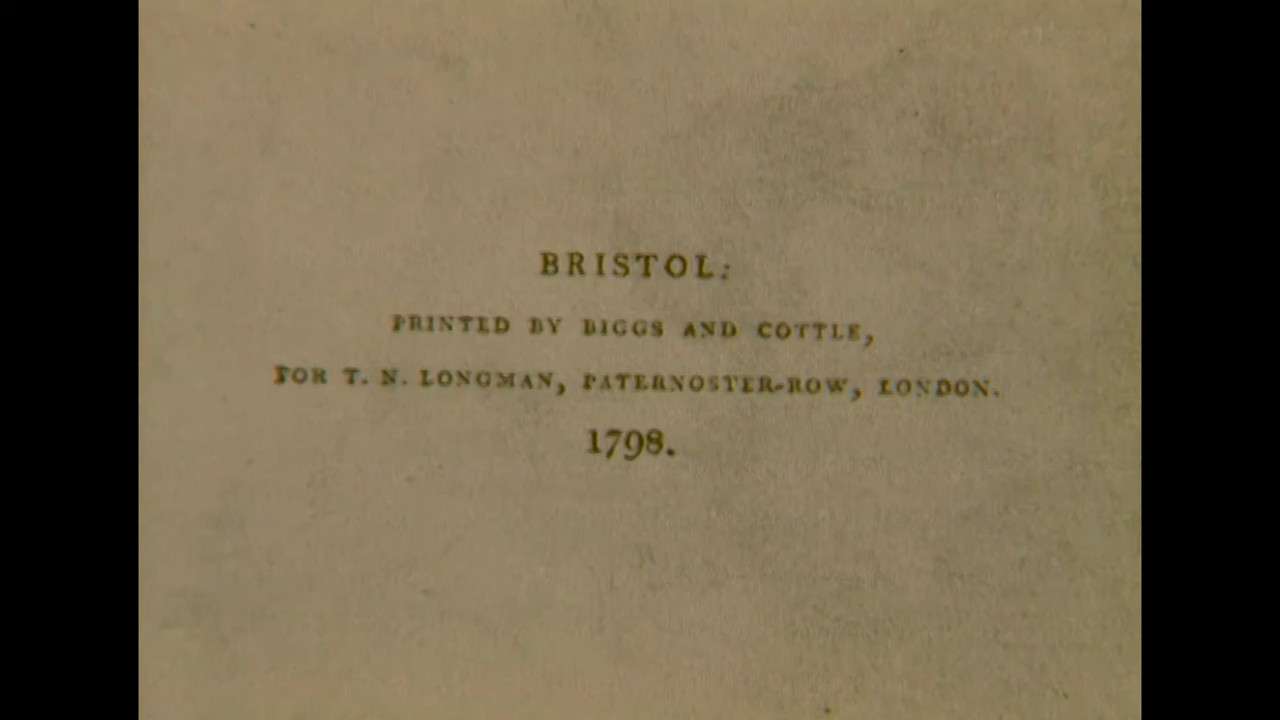 BRISTOL:
PRINTED BY BIGGS AND COTTLE,
FOR T. N. LONGMAN, PATERNOSTER-ROW, LONDON.
1798.